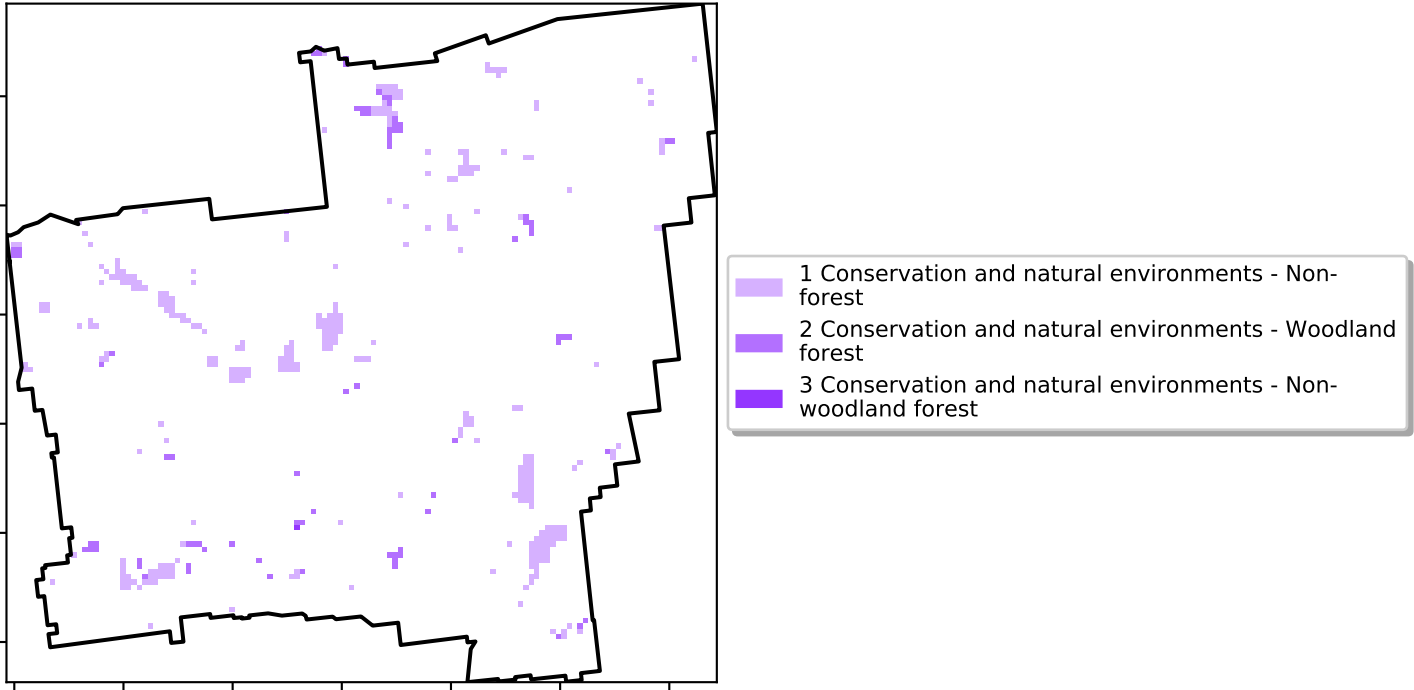 1 Conservation and natural environments - Non-
forest
2 Conservation and natural environments - Woodland
forest
3 Conservation and natural environments - Non-
woodland forest